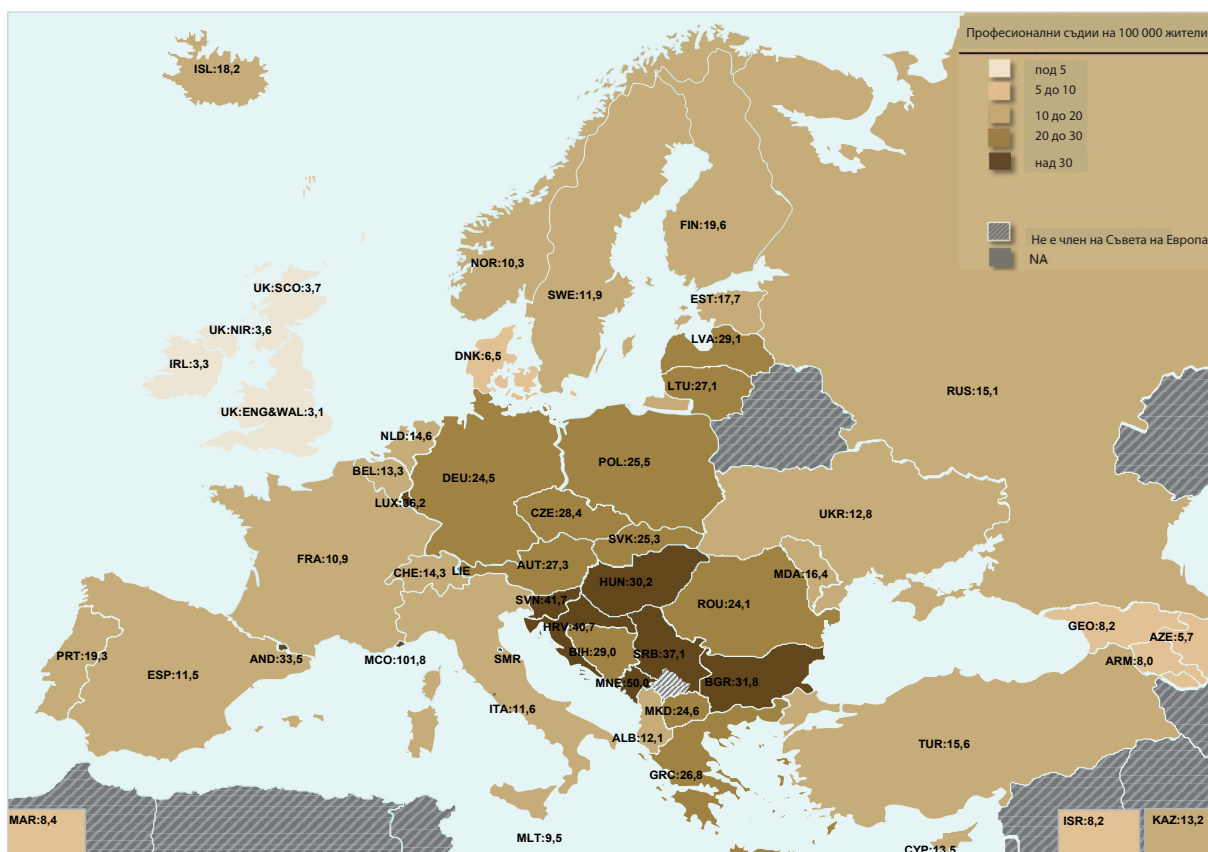 Професионални съдии на 100 000 жители
под 5
5 до 10
10 до 20
20 до 30
над 30
Не е член на Съвета на Европа
NA
ISL:18,2
FIN:19,6
NOR:10,3
UK:SCO:3,7
SWE:11,9
EST:17,7
UK:NIR:3,6
LVA:29,1
DNK:6,5
IRL:3,3
LTU:27,1
RUS:15,1
UK:ENG&WAL:3,1
NLD:14,6
POL:25,5
BEL:13,3
DEU:24,5
LUX:36,2
CZE:28,4
UKR:12,8
SVK:25,3
FRA:10,9
AUT:27,3
CHE:14,3
LIE
MDA:16,4
HUN:30,2
SVN:41,7
ROU:24,1
HRV:40,7
GEO:8,2
AZE:5,7
PRT:19,3
AND:33,5
MCO:101,8
SMR
BIH:29,0
SRB:37,1
ARM:8,0
ESP:11,5
MNE:50,0
BGR:31,8
ITA:11,6
MKD:24,6
ALB:12,1
TUR:15,6
GRC:26,8
MAR:8,4
MLT:9,5
CYP:13,5
ISR:8,2
KAZ:13,2